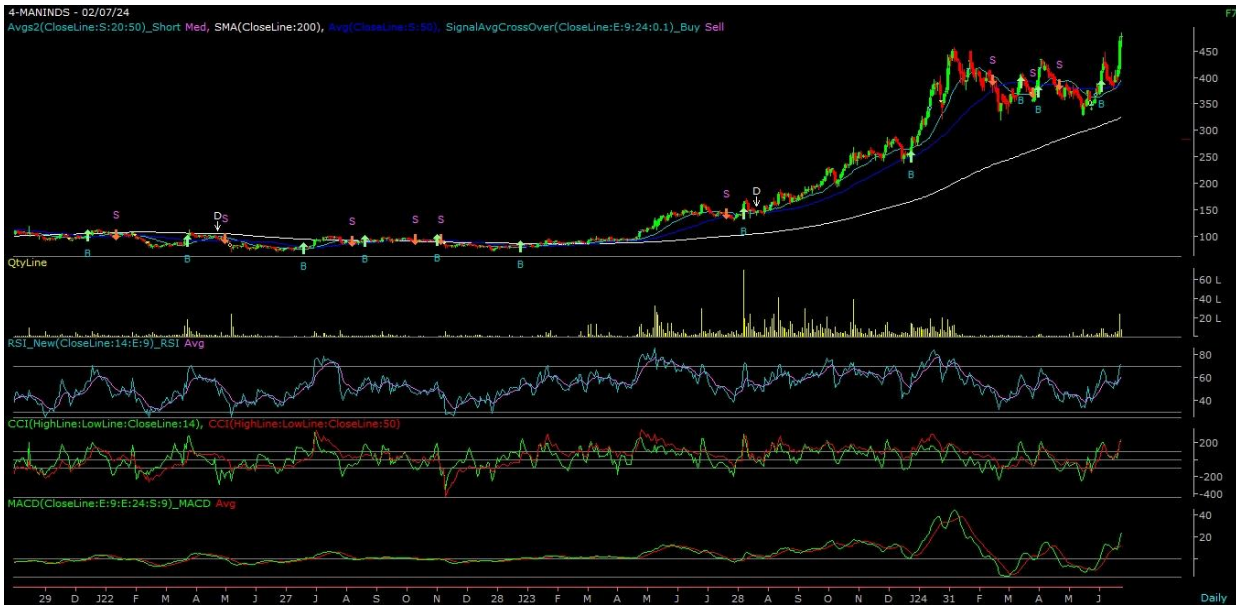 4-MANINDS - 02/07/24
F7
Avgs2(CloseLine:S:20:50)_Short Med, SMA(CloseLine:200), Avg(CloseLine:S:50), SignalAvgCrossOver(CloseLine:E:9:24:0.1)_Buy Sell
450
400
350
300
250
200
150
100
S D S S S S S D S S S
B B B B B B B B B B B
QtyLine
60 L
40 L
20 L
RSI_New(CloseLine:14:E:9)_RSI Avg
80
60
40
CCI(HighLine:LowLine:CloseLine:14), CCI(HighLine:LowLine:CloseLine:50)
200
-200
-400
MACD(CloseLine:E:9:E:24:S:9)_MACD Avg
40
20
29 D J22 F M A M J 27 J A S O N D 28 J23 F M A M J J 28 A S O N D J24 31 F M A M J
Daily